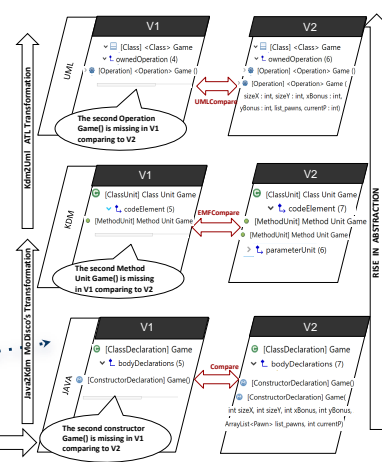 V1
V2
[Class] <Class> Game
ownedOperation (4)
[Operation] <Operation> Game ()
The second Operation
Game() is missing in V1
comparing to V2
UMLCompare
[Class] <Class> Game
ownedOperation (6)
[Operation] <Operation> Game ()
[Operation] <Operation> Game (
sizeX : int, sizeY : int, xBonus : int,
yBonus : int, list_pawns, currentP : int)
UML
Kdm2Uml ATL Transformation
V1
V2
[ClassUnit] Class Unit Game
codeElement (5)
[MethodUnit] Method Unit Game
The second Method
Unit Game() is missing
in V1 comparing to V2
EMFCompare
[ClassUnit] Class Unit Game
codeElement (7)
[MethodUnit] Method Unit Game
[MethodUnit] Method Unit Game
parameterUnit (6)
KDM
Java2Kdm MoDisco's Ttransformation
V1
V2
[ClassDeclaration] Game
bodyDeclarations (5)
[ConstructorDeclaration] Game()
The second constructor
Game() is missing in V1
comparing to V2
Compare
[ClassDeclaration] Game
bodyDeclarations (7)
[ConstructorDeclaration] Game()
[ConstructorDeclaration] Game(
int sizeX, int sizeY, int xBonus, int yBonus,
ArrayList<Pawn> list_pawns, int currentP)
JAVA
RISE IN ABSTRACTION